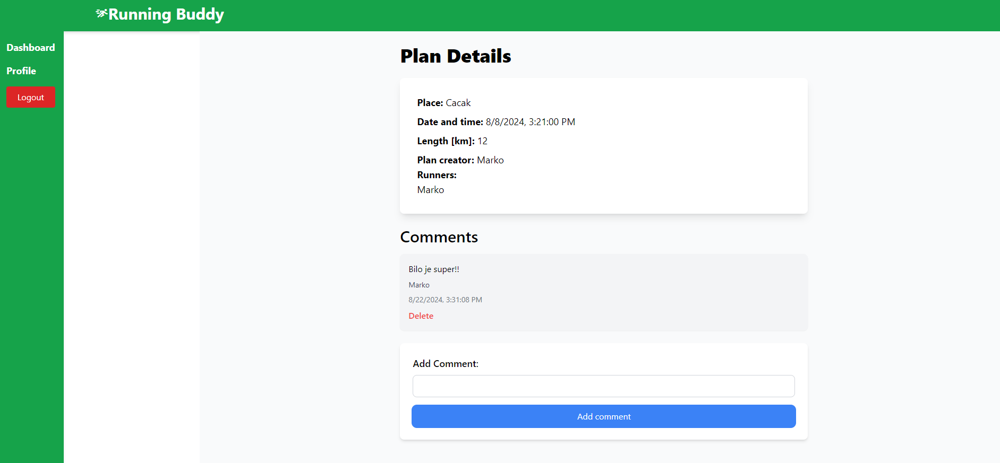 Running Buddy
Dashboard
Profile
Logout
Plan Details
Place: Cacak
Date and time: 8/8/2024, 3:21:00 PM
Length [km]: 12
Plan creator: Marko
Runners:
Marko
Comments
Bilo je super!!
Marko
8/22/2024, 3:31:08 PM
Delete
Add Comment:
Add comment